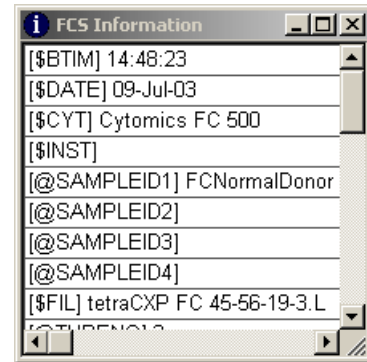 FCS Information
[$BTIM] 14:48:23
[$DATE] 09-Jul-03
[$CYT] Cytomics FC 500
[$INST]
[@SAMPLEID1] FCNormalDonor
[@SAMPLEID2]
[@SAMPLEID3]
[@SAMPLEID4]
[$FIL] tetraCXP FC 45-56-19-3.L